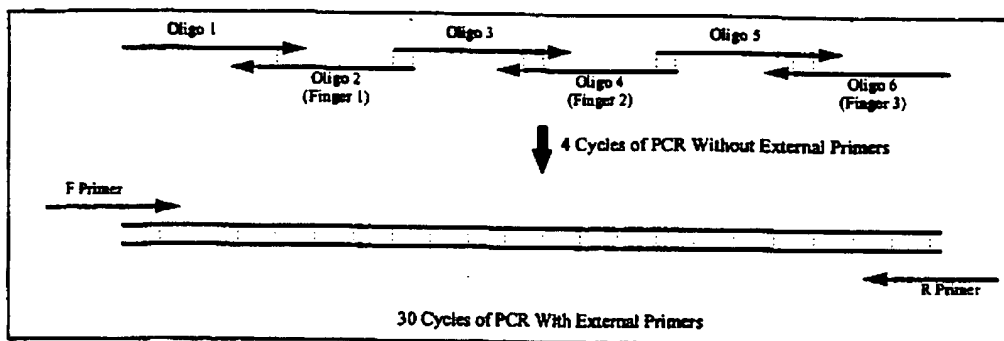 Oligo 1
Oligo 3
Oligo 5
Oligo 2
(Finger 1)
Oligo 4
(Finger 2)
Oligo 6
(Finger 3)
4 Cycles of PCR Without External Primers
F Primer
R Primer
30 Cycles of PCR With External Primers